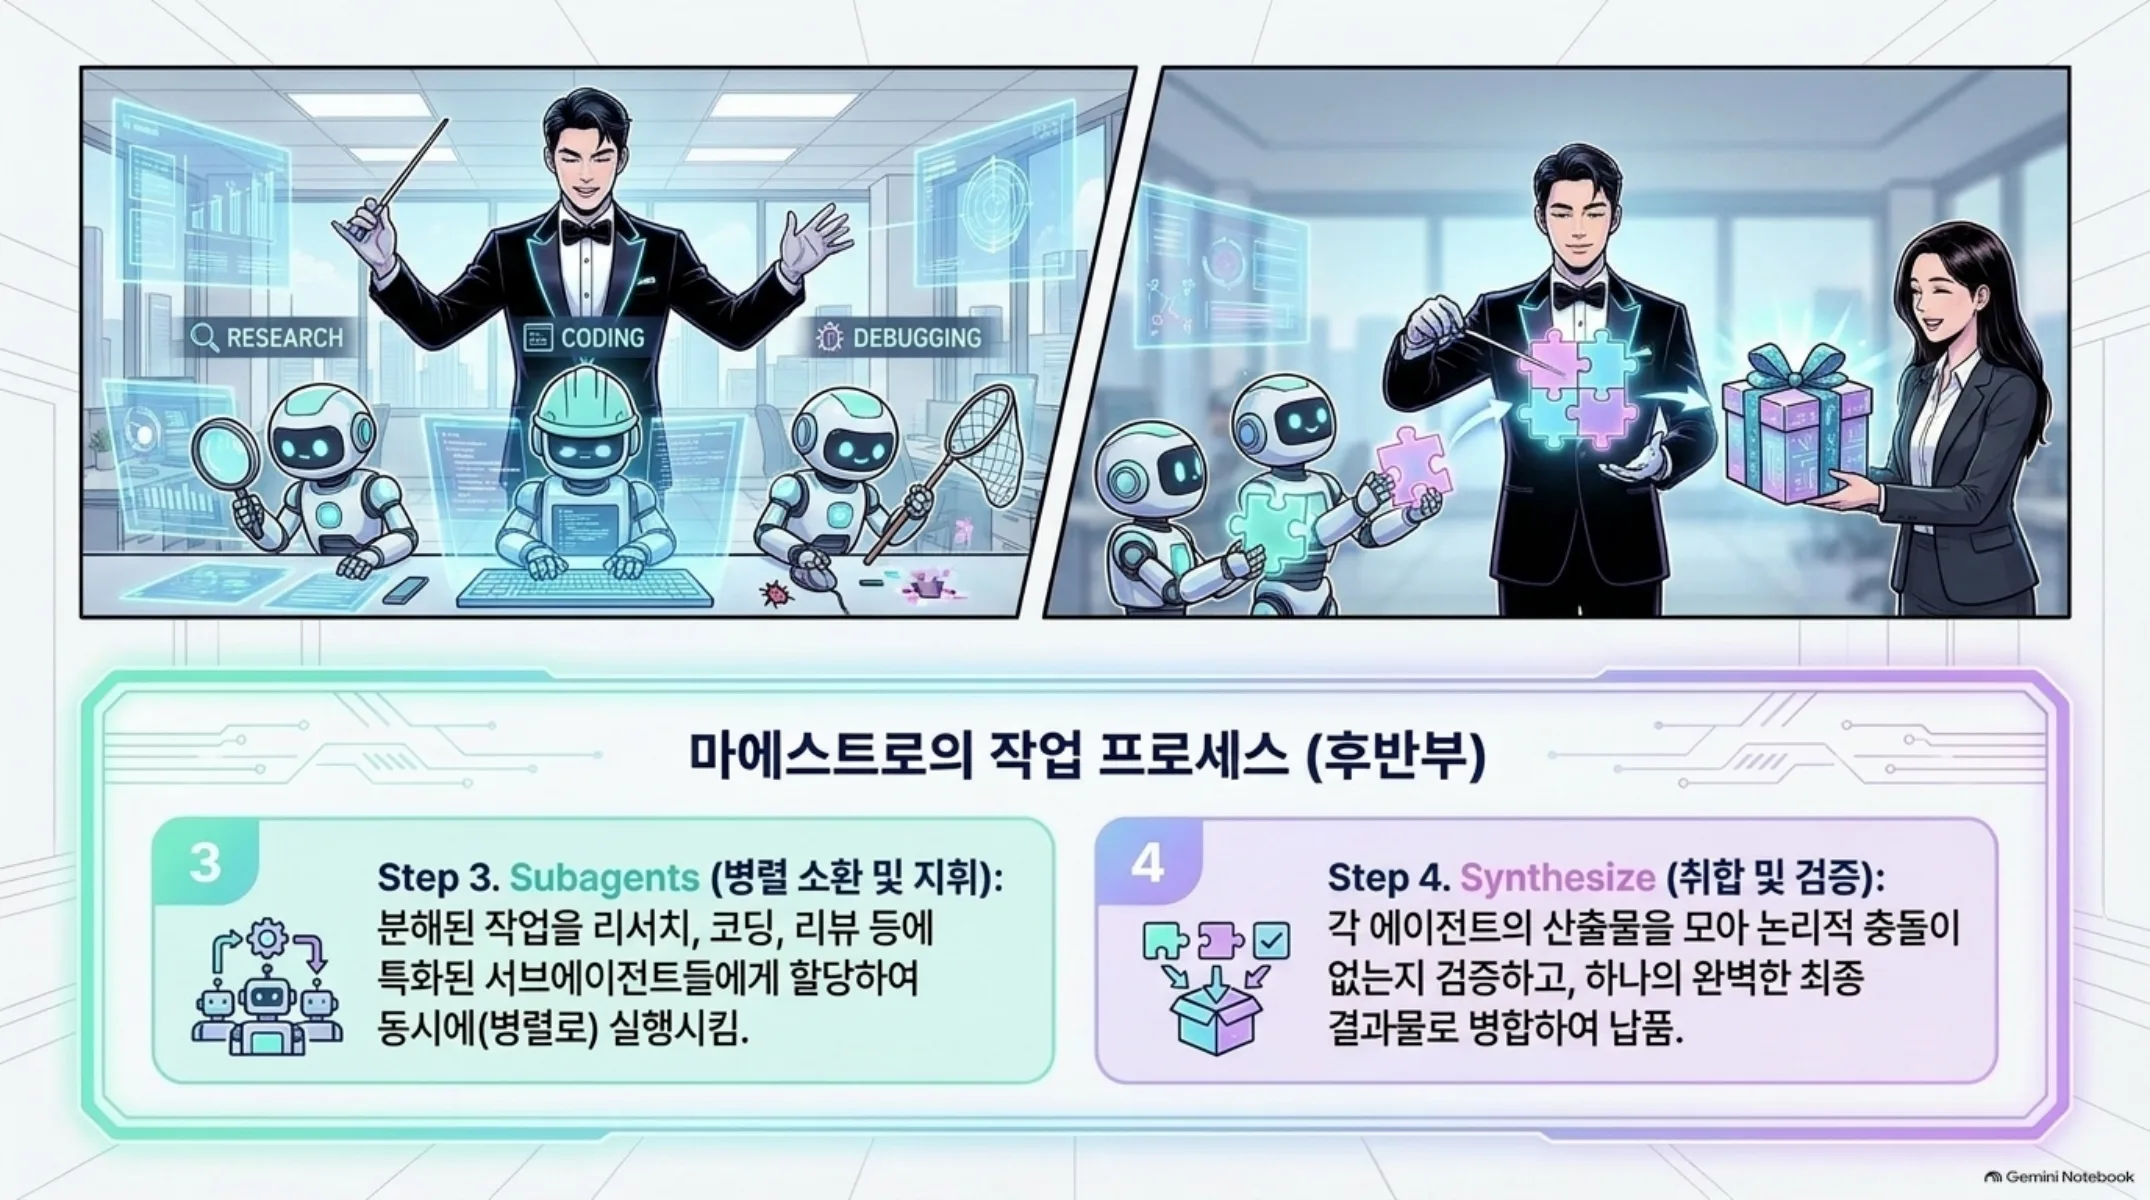 RESEARCH
CODING
DEBUGGING
마에스트로의 작업 프로세스 (후반부)
3
Step 3. Subagents (병렬 소환 및 지휘):
분해된 작업을 리서치, 코딩, 리뷰 등에
특화된 서브에이전트들에게 할당하여
동시에(병렬로) 실행시킴.
4
Step 4. Synthesize (취합 및 검증):
각 에이전트의 산출물을 모아 논리적 충돌이
없는지 검증하고, 하나의 완벽한 최종
결과물로 병합하여 납품.
Gemini Notebook